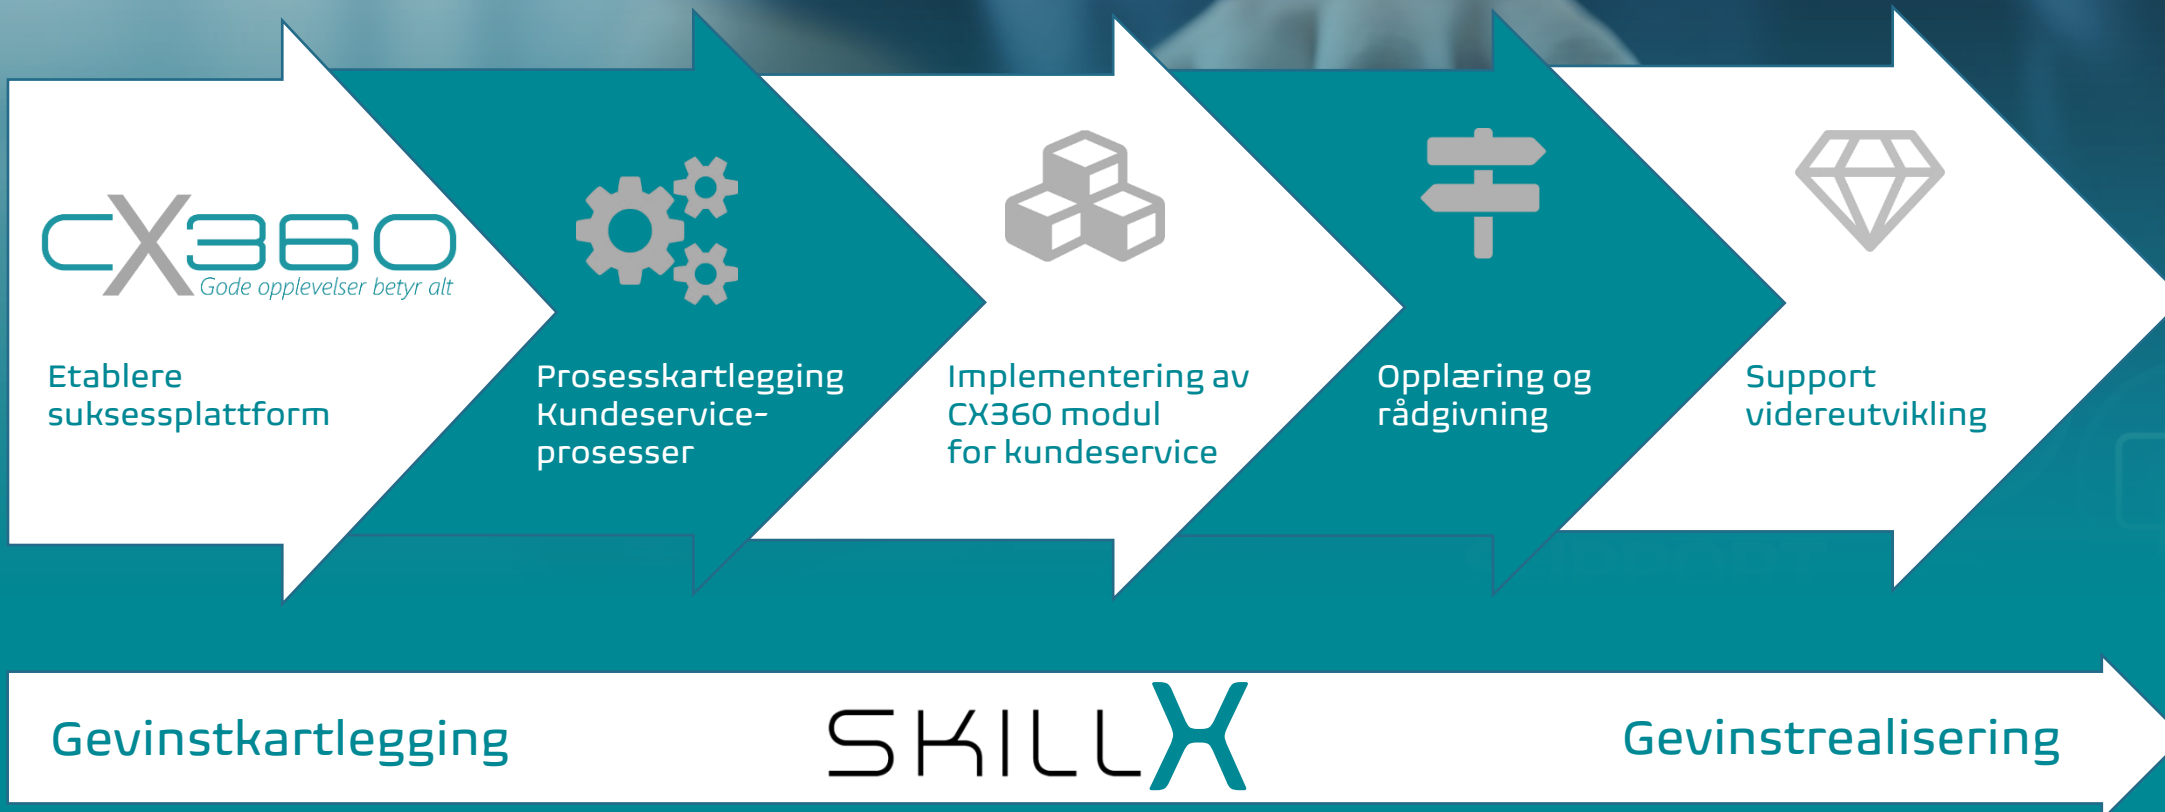 CX360
Gode opplevelser betyr alt
Etablere
suksessplattform
Prosesskartlegging
Kundeservice-
prosesser
Implementering av
CX360 modul
for kundeservice
Opplæring og
rådgivning
Support
videreutvikling
Gevinstkartlegging
SKILLX
Gevinstrealisering